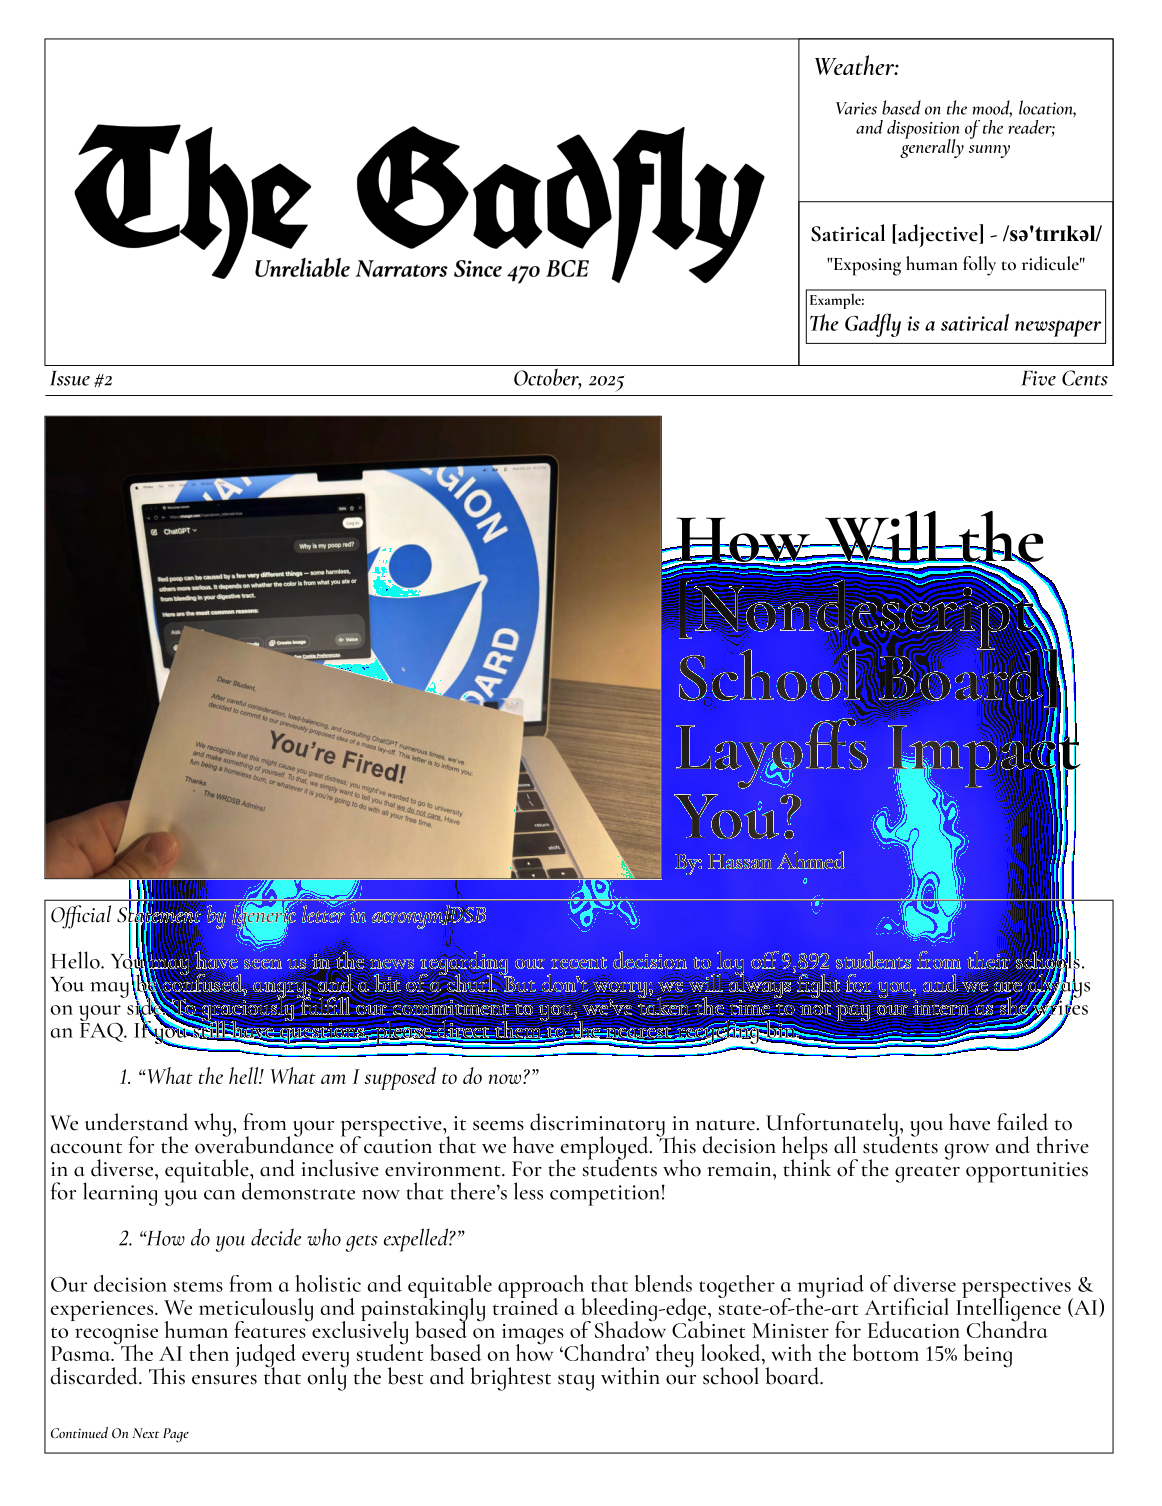 The Gadfly
Unreliable Narrators Since 470 BCE
Weather:
Varies based on the mood, location,
and disposition of the reader;
generally sunny
Satirical [adjective] - /sə'tɪrɪkəl/
"Exposing human folly to ridicule"
Example:
The Gadfly is a satirical newspaper
Issue #2
October, 2025
Five Cents
GION
OARD
ChatGPT
Log in
Why is my poop red?
Red poop can be caused by a few very different things — some harmless,
others more serious. It depends on whether the color is from what you ate or
from bleeding in your digestive tract.
Here are the most common reasons:
Ask
Create image
Voice
Cookie Preferences.
return
shift
Dear Student,
After careful consideration, load-balancing, and consulting ChatGPT numerous times, we've
decided to commit to our previously proposed idea of a mass lay-off. This letter is to inform you:
You're Fired!
We recognize that this might cause you great distress; you might've wanted to go to university
and make something of yourself. To that, we simply want to tell you that we do not care. Have
fun being a homeless bum, or whatever it is you're going to do with all your free time.
Thanks
- The WRDSB Admins!
How Will the
[Nondescript
School Board]
Layoffs Impact
You?
By: Hassan Ahmed
Official Statement by [generic letter in acronym]DSB
Hello. You may have seen us in the news regarding our recent decision to lay off 9,892 students from their schools.
You may be confused, angry, and a bit of a churl. But don't worry; we will always fight for you, and we are always
on your side. To graciously fulfill our commitment to you, we've taken the time to not pay our intern as she writes
an FAQ. If you still have questions, please direct them to the nearest recycling bin.
1. “What the hell! What am I supposed to do now?”
We understand why, from your perspective, it seems discriminatory in nature. Unfortunately, you have failed to
account for the overabundance of caution that we have employed. This decision helps all students grow and thrive
in a diverse, equitable, and inclusive environment. For the students who remain, think of the greater opportunities
for learning you can demonstrate now that there’s less competition!
2. “How do you decide who gets expelled?”
Our decision stems from a holistic and equitable approach that blends together a myriad of diverse perspectives &
experiences. We meticulously and painstakingly trained a bleeding-edge, state-of-the-art Artificial Intelligence (AI)
to recognise human features exclusively based on images of Shadow Cabinet Minister for Education Chandra
Pasma. The AI then judged every student based on how ‘Chandra’ they looked, with the bottom 15% being
discarded. This ensures that only the best and brightest stay within our school board.
Continued On Next Page